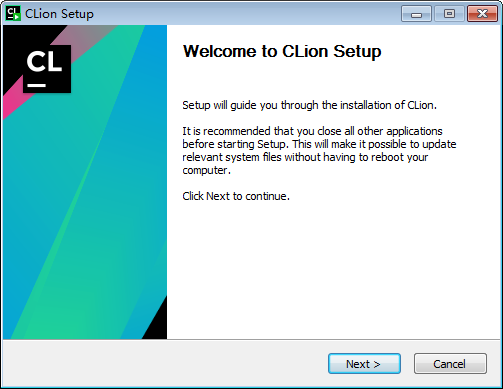 CLion Setup
CL
Welcome to CLion Setup
Setup will guide you through the installation of CLion.
It is recommended that you close all other applications
before starting Setup. This will make it possible to update
relevant system files without having to reboot your
computer.
Click Next to continue.
Next >
Cancel